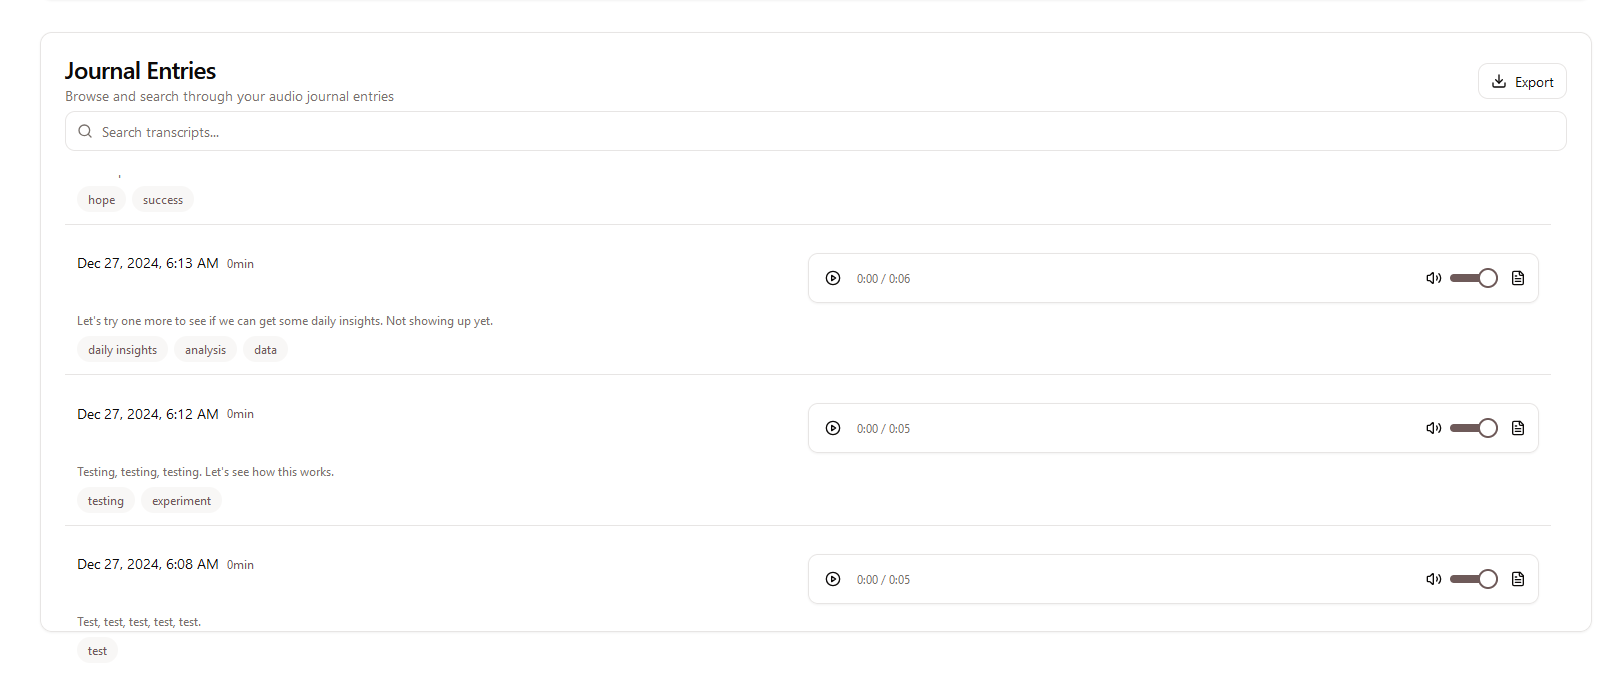 Journal Entries
Browse and search through your audio journal entries
Export
Search transcripts...
hope success
Dec 27, 2024, 6:13 AM 0min
0:00 / 0:06
Let's try one more to see if we can get some daily insights. Not showing up yet.
daily insights analysis data
Dec 27, 2024, 6:12 AM 0min
0:00 / 0:05
Testing, testing, testing. Let's see how this works.
testing experiment
Dec 27, 2024, 6:08 AM 0min
0:00 / 0:05
Test, test, test, test, test.
test